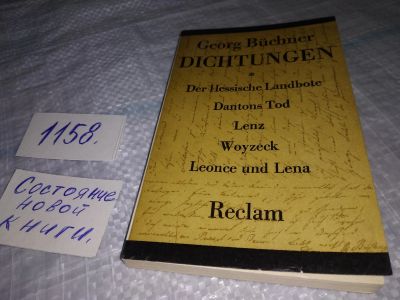 Georg Büchner
DICHTUNGEN
Der Hessische Landbote
Dantons Tod
Lenz
Woyzeck
Leonce und Lena
Reclam
1158.
Состояние
новой
книги.